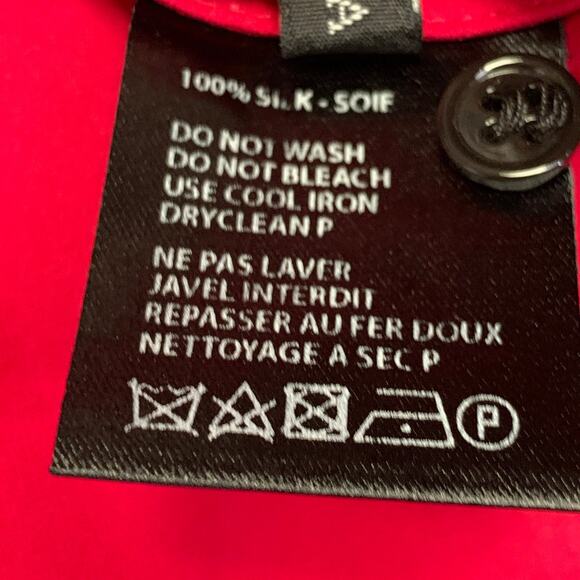 100% SILK - SOIE
DO NOT WASH
DO NOT BLEACH
USE COOL IRON
DRYCLEAN P
NE PAS LAVER
JAVEL INTERDIT
REPASSER AU FER DOUX
NETTOYAGE A SEC P
P